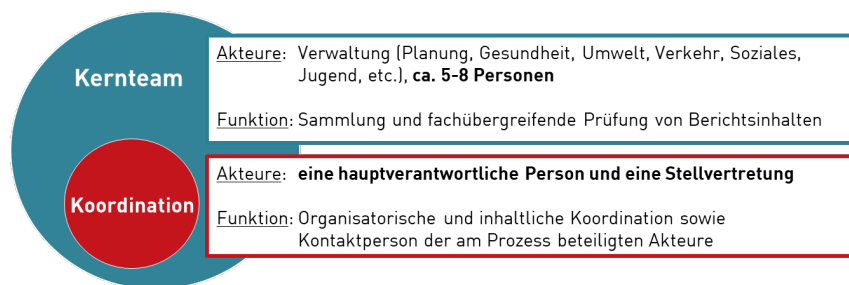 Kernteam
Akteure: Verwaltung (Planung, Gesundheit, Umwelt, Verkehr, Soziales,
Jugend, etc.), ca. 5-8 Personen
Funktion: Sammlung und fachübergreifende Prüfung von Berichtsinhalten
Koordination
Akteure: eine hauptverantwortliche Person und eine Stellvertretung
Funktion: Organisatorische und inhaltliche Koordination sowie
Kontaktperson der am Prozess beteiligten Akteure